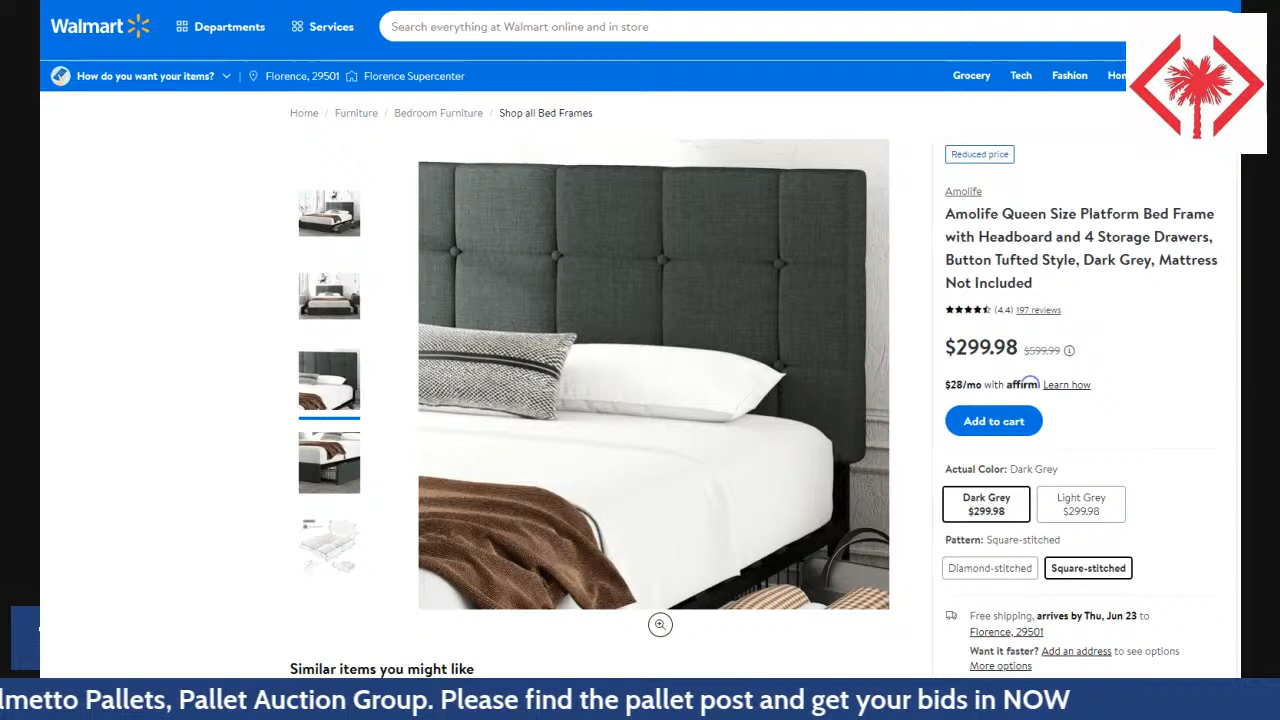 Walmart
Departments
Services
Search everything at Walmart online and in store
How do you want your items?
Florence, 29501
Florence Supercenter
Grocery
Tech
Fashion
Home / Furniture / Bedroom Furniture / Shop all Bed Frames
Reduced price
Amolife
Amolife Queen Size Platform Bed Frame
with Headboard and 4 Storage Drawers,
Button Tufted Style, Dark Grey, Mattress
Not Included
(4.4) 197 reviews
$299.98 $599.99
$28/mo with affirm Learn how
Add to cart
Actual Color: Dark Grey
Dark Grey
$299.98
Light Grey
$299.98
Pattern: Square-stitched
Diamond-stitched
Square-stitched
Free shipping, arrives by Thu, Jun 23 to
Florence, 29501
Want it faster? Add an address to see options
More options
Similar items you might like
lmetto Pallets, Pallet Auction Group. Please find the pallet post and get your bids in NOW